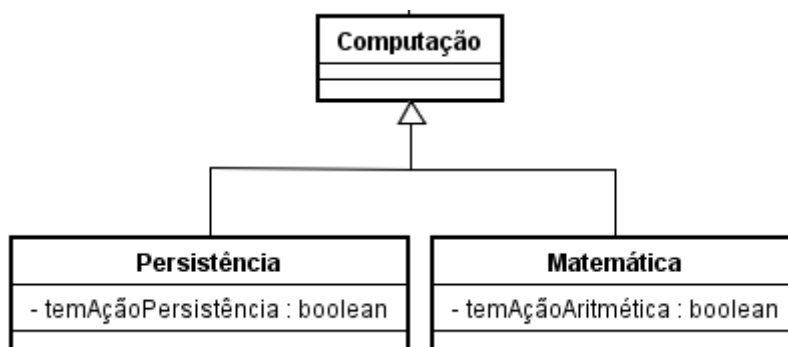 Computação
Persistência
- temAçãoPersistência : boolean
Matemática
- temAçãoAritmética : boolean